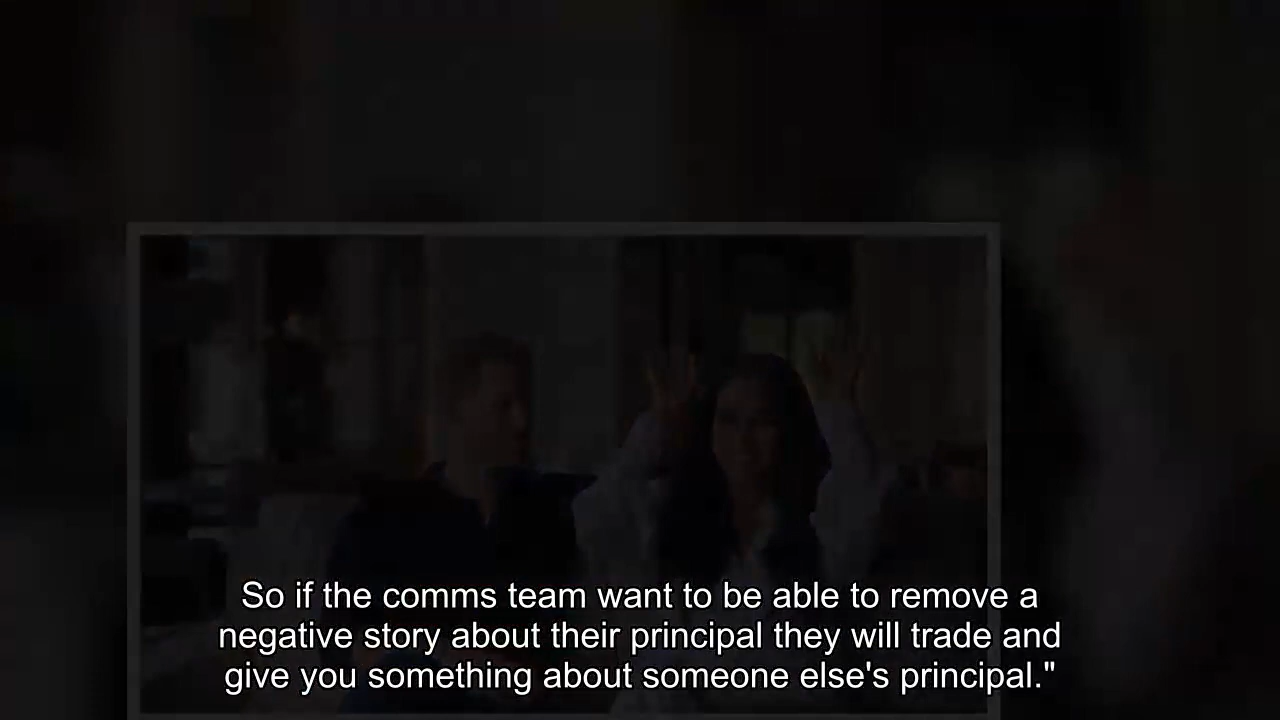 So if the comms team want to be able to remove a
negative story about their principal they will trade and
give you something about someone else's principal."